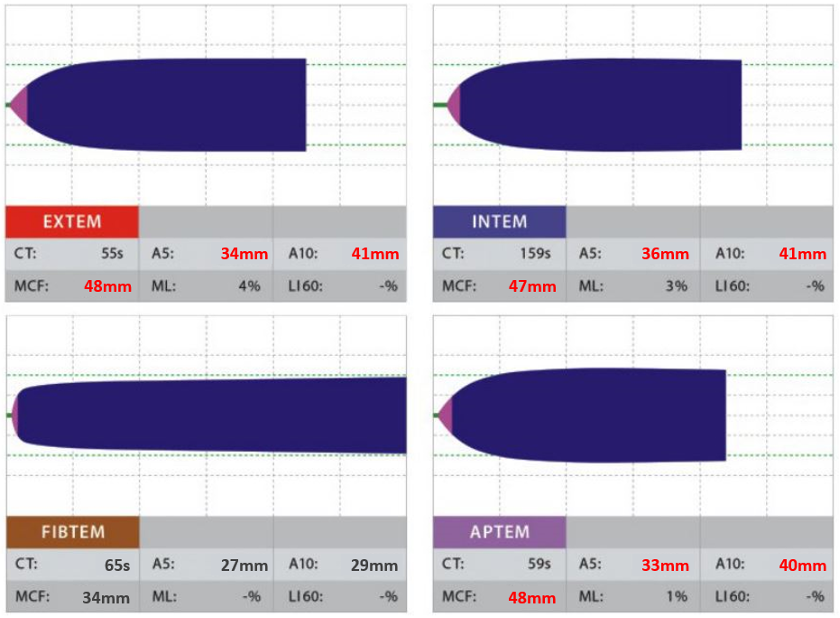 EXTEM
CT: 55s A5: 34mm A10: 41mm
MCF: 48mm ML: 4% LI60: -%
INTEM
CT: 159s A5: 36mm A10: 41mm
MCF: 47mm ML: 3% LI60: -%
FIBTEM
CT: 65s A5: 27mm A10: 29mm
MCF: 34mm ML: -% LI60: -%
APTEM
CT: 59s A5: 33mm A10: 40mm
MCF: 48mm ML: 1% LI60: -%